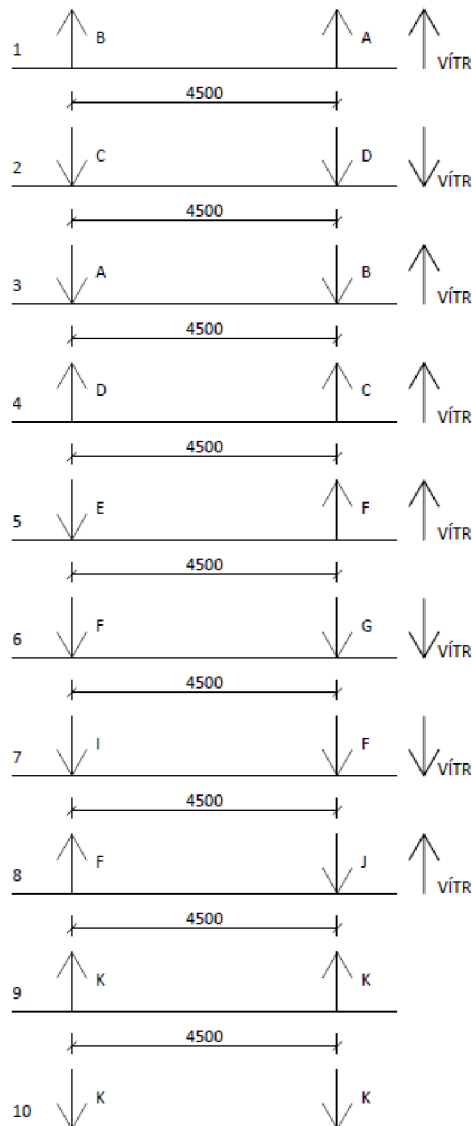 1 B A VÍTR
4500
2 C D VÍTR
4500
3 A B VÍTR
4500
4 D C VÍTR
4500
5 E F VÍTR
4500
6 F G VÍTR
4500
7 I F VÍTR
4500
8 F J VÍTR
4500
9 K K
4500
10 K K